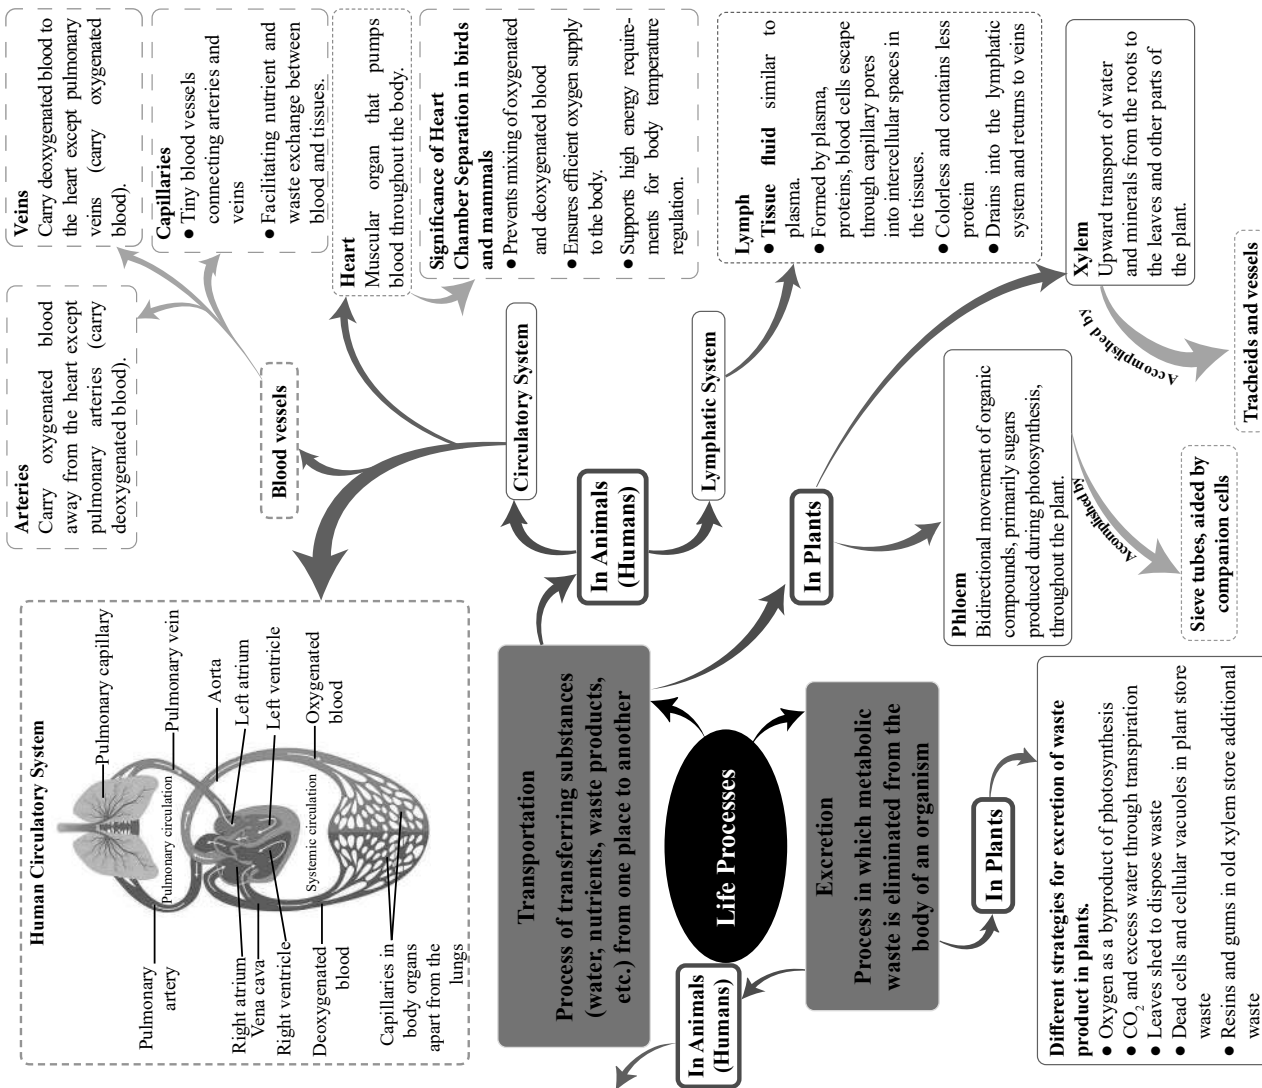 Human Circulatory System
Pulmonary capillary
Pulmonary vein
Pulmonary circulation
Aorta
Left atrium
Left ventricle
Oxygenated
blood
Systemic circulation
Pulmonary
artery
Right atrium
Vena cava
Right ventricle
Deoxygenated
blood
Capillaries in
body organs
apart from the
lungs
Arteries
Carry oxygenated blood
away from the heart except
pulmonary arteries (carry
deoxygenated blood).
Veins
Carry deoxygenated blood to
the heart except pulmonary
veins (carry oxygenated
blood).
Capillaries
● Tiny blood vessels
connecting arteries and
veins
● Facilitating nutrient and
waste exchange between
blood and tissues.
Blood vessels
Heart
Muscular organ that pumps
blood throughout the body.
Significance of Heart
Chamber Separation in birds
and mammals
● Prevents mixing of oxygenated
and deoxygenated blood
● Ensures efficient oxygen supply
to the body.
● Supports high energy require-
ments for body temperature
regulation.
Circulatory System
In Animals
(Humans)
Lymphatic System
Lymph
● Tissue fluid similar to
plasma.
● Formed by plasma,
proteins, blood cells escape
through capillary pores
into intercellular spaces in
the tissues.
● Colorless and contains less
protein
● Drains into the lymphatic
system and returns to veins
Transportation
Process of transferring substances
(water, nutrients, waste products,
etc.) from one place to another
In Plants
Xylem
Upward transport of water
and minerals from the roots to
the leaves and other parts of
the plant.
Accomplished by
Tracheids and vessels
Phloem
Bidirectional movement of organic
compounds, primarily sugars
produced during photosynthesis,
throughout the plant.
Accomplished by
Sieve tubes, aided by
companion cells
Life Processes
Excretion
Process in which metabolic
waste is eliminated from the
body of an organism
In Animals
(Humans)
In Plants
Different strategies for excretion of waste
product in plants.
● Oxygen as a byproduct of photosynthesis
● CO₂ and excess water through transpiration
● Leaves shed to dispose waste
● Dead cells and cellular vacuoles in plant store
waste
● Resins and gums in old xylem store additional
waste